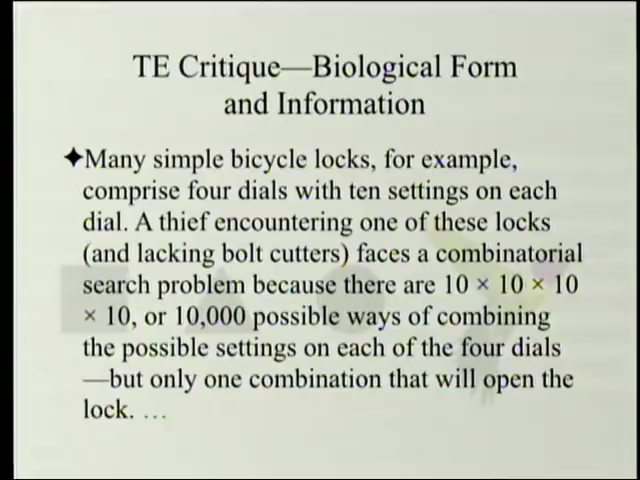 TE Critique—Biological Form
and Information
✦Many simple bicycle locks, for example,
comprise four dials with ten settings on each
dial. A thief encountering one of these locks
(and lacking bolt cutters) faces a combinatorial
search problem because there are 10 × 10 × 10
× 10, or 10,000 possible ways of combining
the possible settings on each of the four dials
—but only one combination that will open the
lock. …